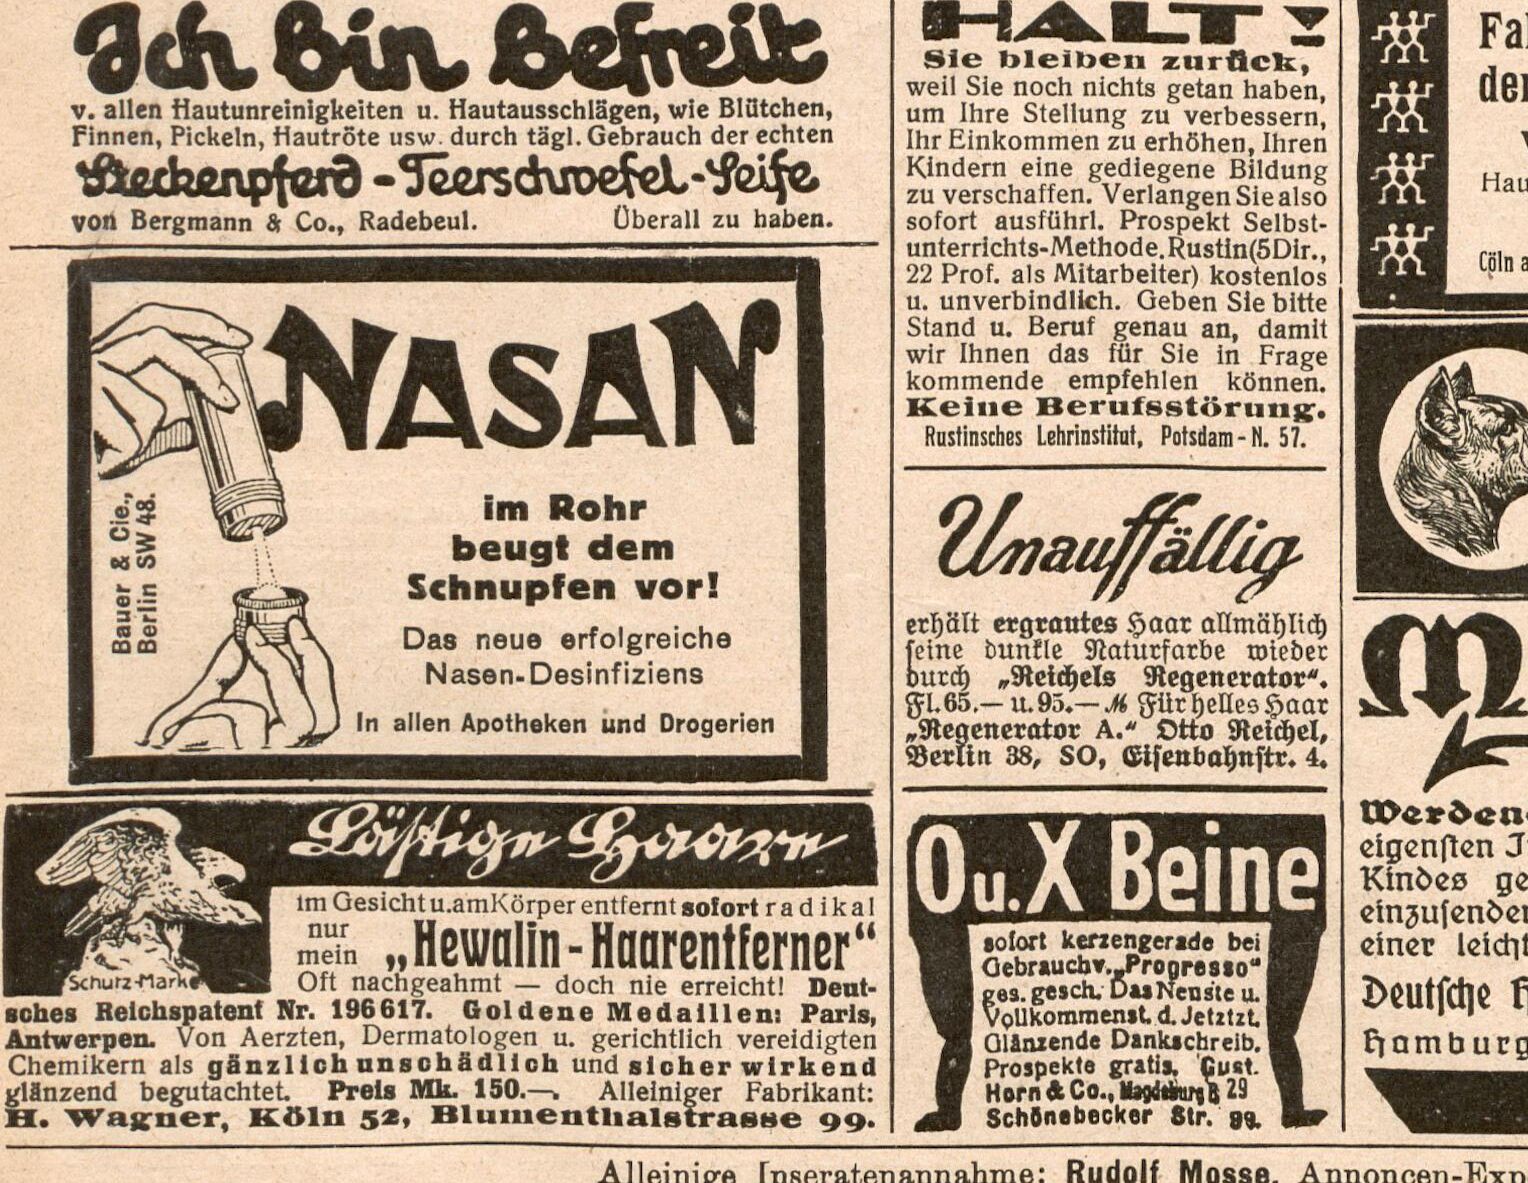 Ich bin Befreit
v. allen Hautunreinigkeiten u. Hautausschlägen, wie Blütchen,
Finnen, Pickeln, Hautröte usw. durch tägl. Gebrauch der echten
Steckenpferd-Teerschwefel-Seife
von Bergmann & Co., Radebeul. Überall zu haben.
NASAN
im Rohr
beugt dem
Schnupfen vor!
Das neue erfolgreiche
Nasen-Desinfiziens
In allen Apotheken und Drogerien
Bauer & Cie.,
Berlin SW 48.
Lästige Haare
im Gesicht u. am Körper entfernt sofort radikal
nur
mein „Hewalin-Haarentferner“
Schutz-Marke
Oft nachgeahmt — doch nie erreicht! Deut-
sches Reichspatent Nr. 196617. Goldene Medaillen: Paris,
Antwerpen. Von Aerzten, Dermatologen u. gerichtlich vereidigten
Chemikern als gänzlich unschädlich und sicher wirkend
glänzend begutachtet. Preis Mk. 150.—. Alleiniger Fabrikant:
H. Wagner, Köln 52, Blumenthalstrasse 99.
HALT!
Sie bleiben zurück,
weil Sie noch nichts getan haben,
um Ihre Stellung zu verbessern,
Ihr Einkommen zu erhöhen, Ihren
Kindern eine gediegene Bildung
zu verschaffen. Verlangen Sie also
sofort ausführl. Prospekt Selbst-
unterrichts-Methode. Rustin (5 Dir.,
22 Prof. als Mitarbeiter) kostenlos
u. unverbindlich. Geben Sie bitte
Stand u. Beruf genau an, damit
wir Ihnen das für Sie in Frage
kommende empfehlen können.
Keine Berufsstörung.
Rustinsches Lehrinstitut, Potsdam-N. 57.
Unauffällig
erhält ergrautes Haar allmählich
seine dunkle Naturfarbe wieder
durch „Reichels Regenerator“.
Fl. 65.— u. 95.— M Für helles Haar
„Regenerator A.“ Otto Reichel,
Berlin 38, SO, Eisenbahnstr. 4.
O u. X Beine
sofort kerzengerade bei
Gebrauch v. „Progresso“
ges. gesch. Das Neuste u.
Vollkommenst. d. Jetztzt.
Glänzende Dankschreib.
Prospekte gratis. Gust.
Horn & Co., Magdeburg B 29
Schönebecker Str. 99.
Fa
der
Hau
Cöln a
M
Werden
eigensten J
Kindes ge
einzusenden
einer leicht
Deutsche
Hamburg
Alleinige Inseratenannahme: Rudolf Mosse, Annoncen-Exp